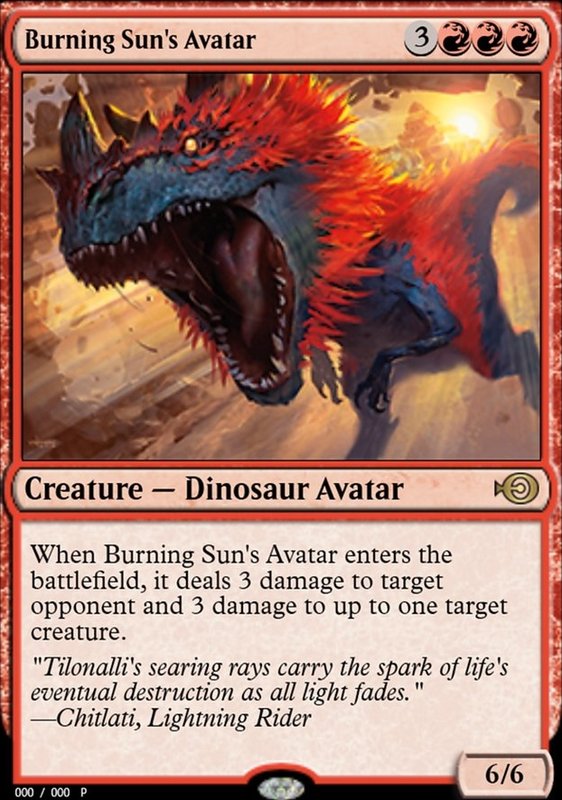 Burning Sun's Avatar 3
Creature — Dinosaur Avatar
When Burning Sun's Avatar enters the
battlefield, it deals 3 damage to target
opponent and 3 damage to up to one target
creature.
"Tilonalli's searing rays carry the spark of life's
eventual destruction as all light fades."
—Chitlati, Lightning Rider
6/6
000 / 000 P